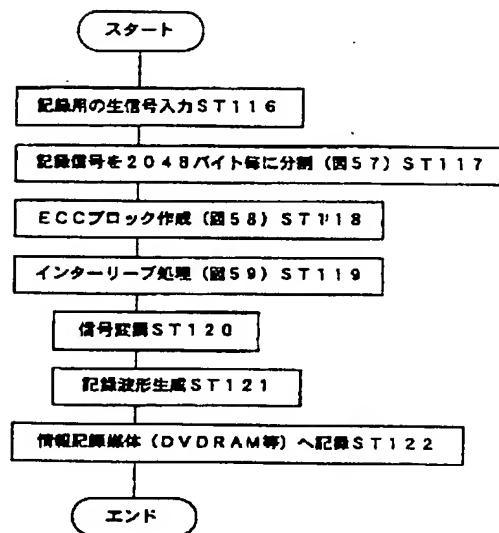 スタート
記録用の生信号入力ST116
記録信号を2048バイト毎に分割(図57)ST117
ECCブロック作成(図58)ST118
インターリーブ処理(図59)ST119
信号変調ST120
記録波形生成ST121
情報記録媒体(DVDRAM等)へ記録ST122
エンド